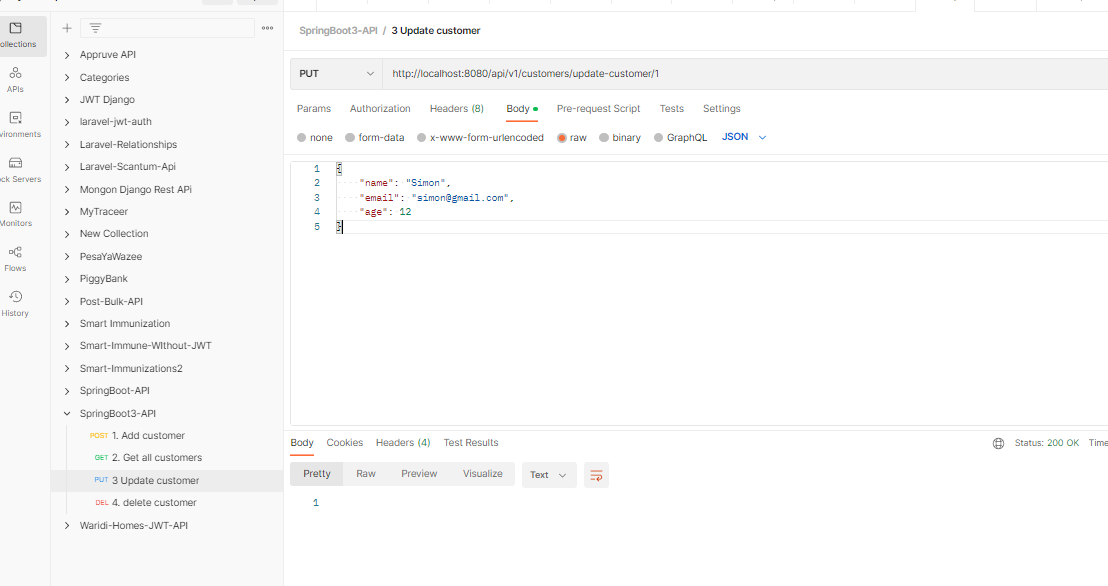 SpringBoot3-API / 3 Update customer
PUT
http://localhost:8080/api/v1/customers/update-customer/1
Params Authorization Headers (8) Body Pre-request Script Tests Settings
none form-data x-www-form-urlencoded raw binary GraphQL JSON
1 {
2 "name": "Simon",
3 "email": "simon@gmail.com",
4 "age": 12
5 }
Body Cookies Headers (4) Test Results
Status: 200 OK Time
Pretty Raw Preview Visualize Text
1
ollections
APIs
vironments
ck Servers
Monitors
Flows
History
Appruve API
Categories
JWT Django
laravel-jwt-auth
Laravel-Relationships
Laravel-Scantum-Api
Mongon Django Rest APi
MyTraceer
New Collection
PesaYaWazee
PiggyBank
Post-Bulk-API
Smart Immunization
Smart-Immune-WIthout-JWT
Smart-Immunizations2
SpringBoot-API
SpringBoot3-API
POST 1. Add customer
GET 2. Get all customers
PUT 3 Update customer
DEL 4. delete customer
Waridi-Homes-JWT-API